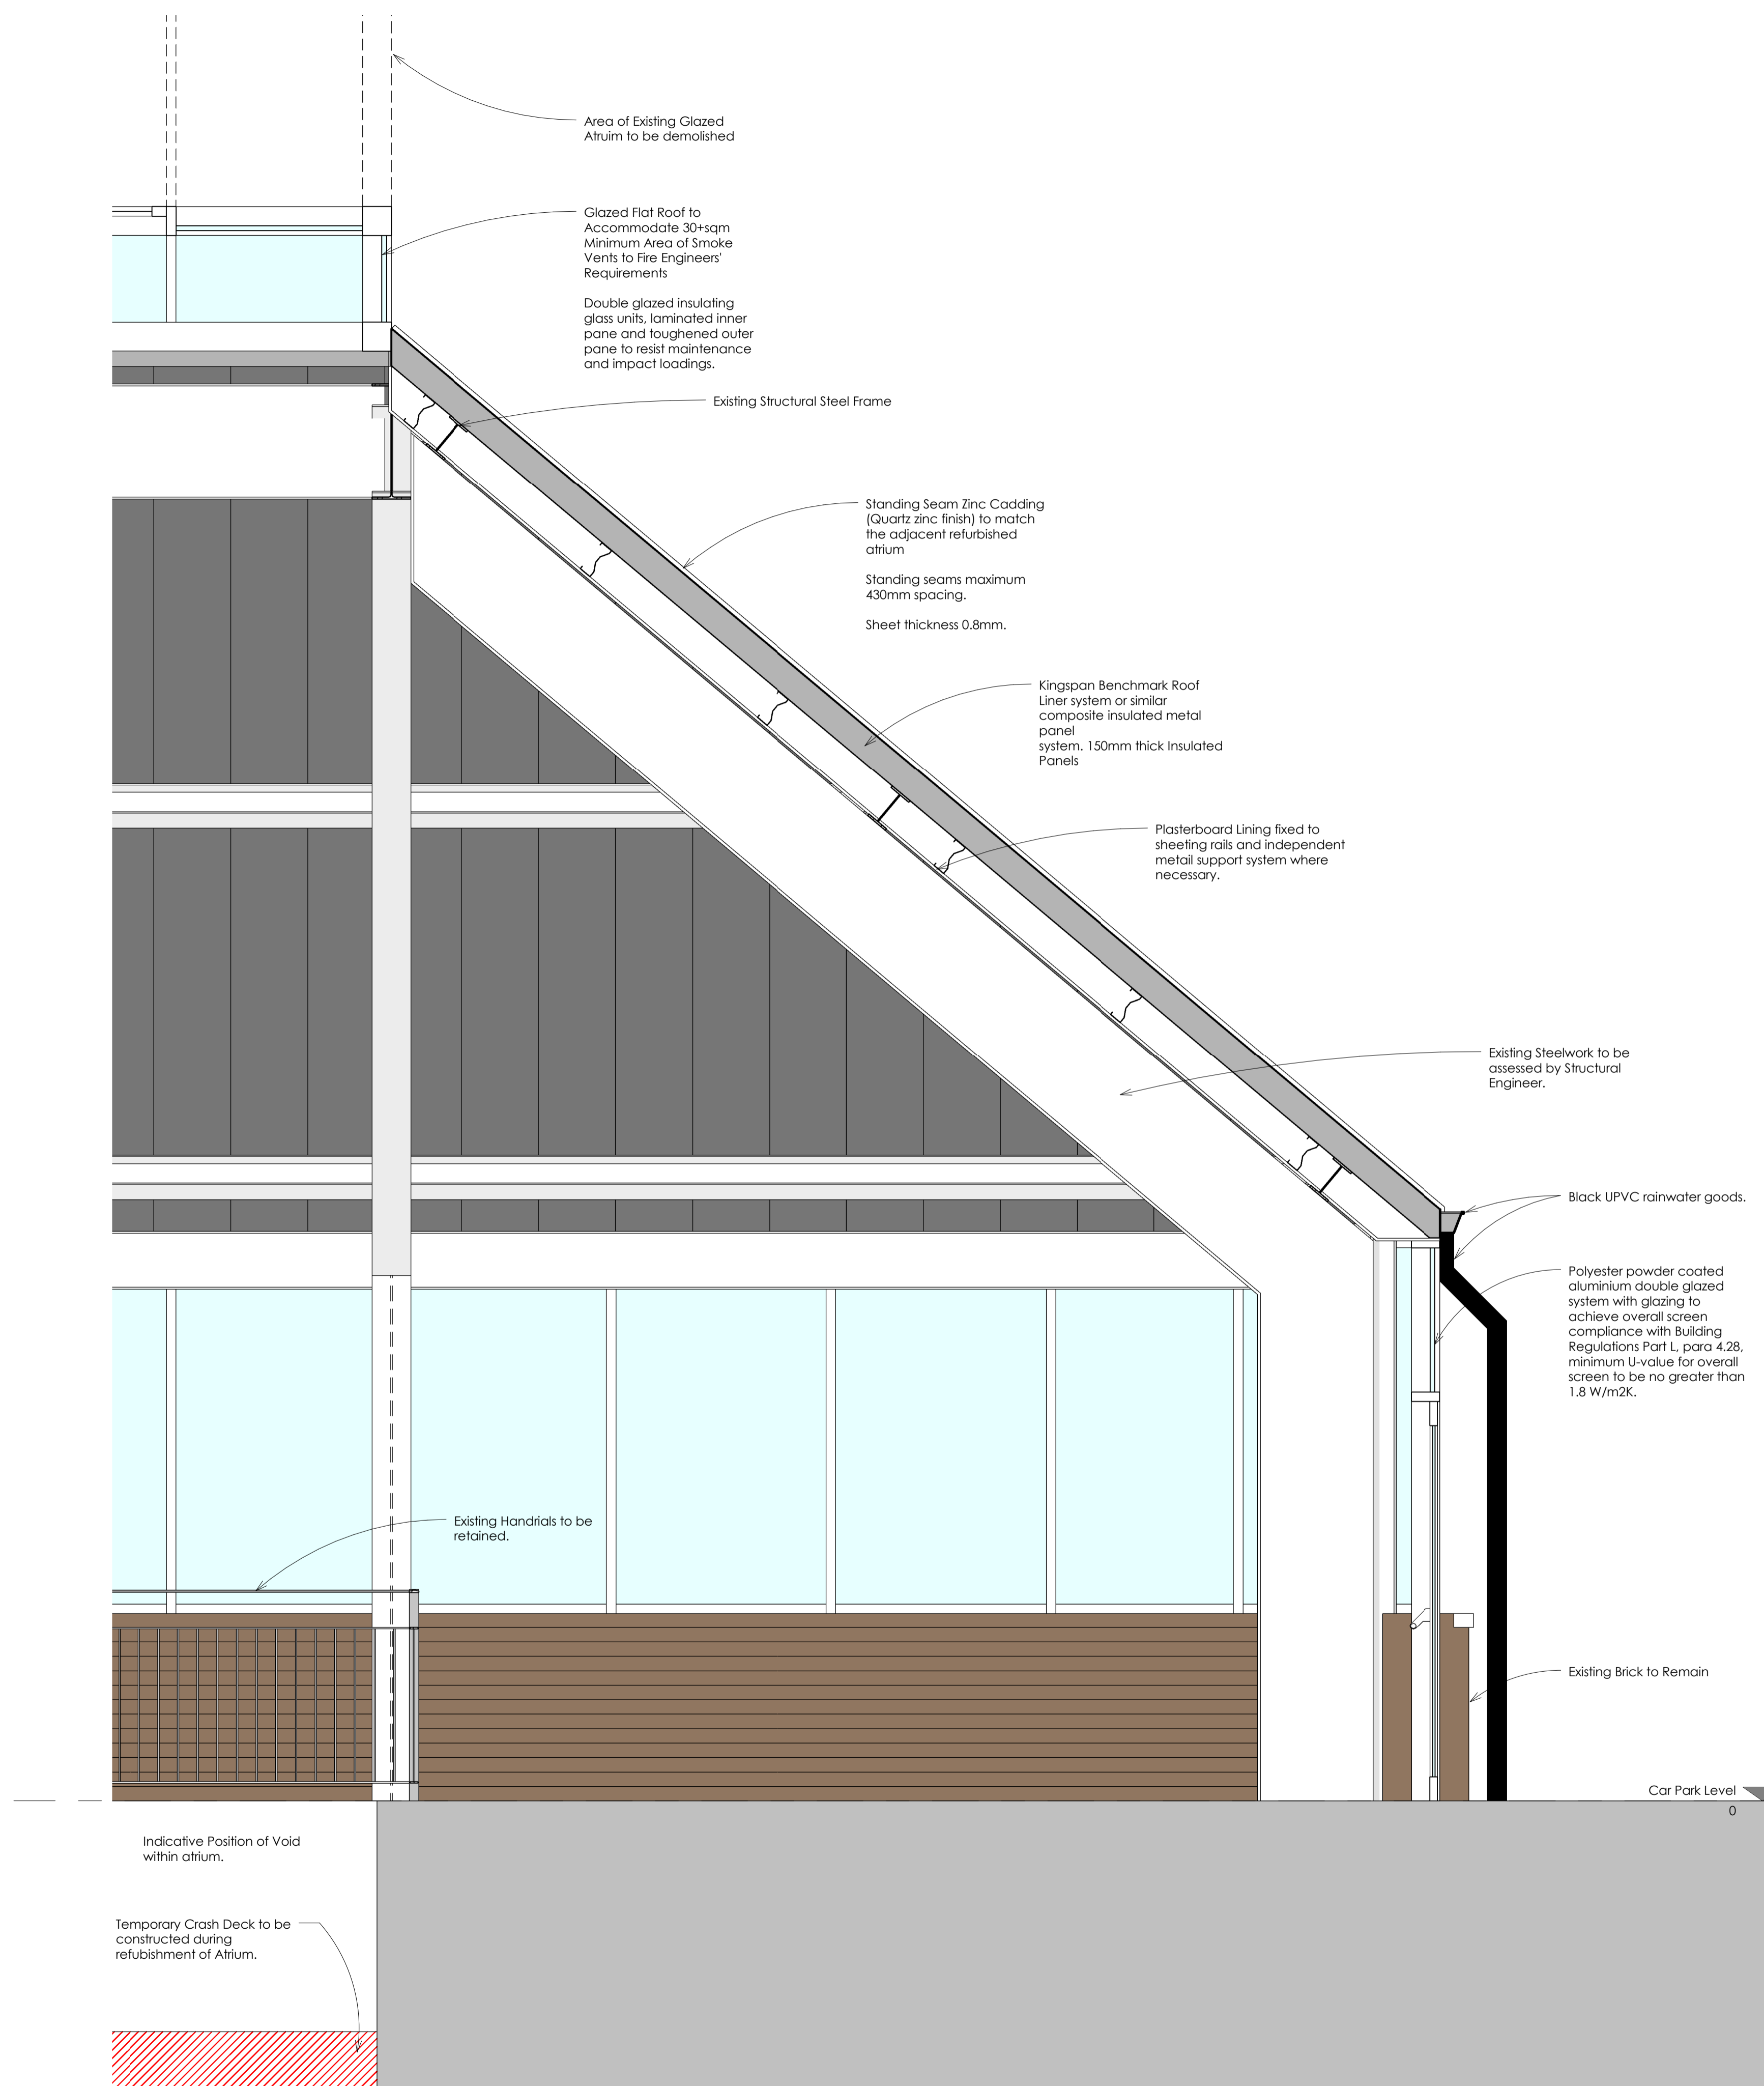 Area of Existing Glazed
Atruim to be demolished
Glazed Flat Roof to
Accommodate 30+sqm
Minimum Area of Smoke
Vents to Fire Engineers'
Requirements
Double glazed insulating
glass units, laminated inner
pane and toughened outer
pane to resist maintenance
and impact loadings.
Existing Structural Steel Frame
Standing Seam Zinc Cadding
(Quartz zinc finish) to match
the adjacent refurbished
atrium
Standing seams maximum
430mm spacing.
Sheet thickness 0.8mm.
Kingspan Benchmark Roof
Liner system or similar
composite insulated metal
panel
system. 150mm thick Insulated
Panels
Plasterboard Lining fixed to
sheeting rails and independent
metail support system where
necessary.
Existing Steelwork to be
assessed by Structural
Engineer.
Black UPVC rainwater goods.
Polyester powder coated
aluminium double glazed
system with glazing to
achieve overall screen
compliance with Building
Regulations Part L, para 4.28,
minimum U-value for overall
screen to be no greater than
1.8 W/m2K.
Existing Handrials to be
retained.
Existing Brick to Remain
Car Park Level
0
Indicative Position of Void
within atrium.
Temporary Crash Deck to be
constructed during
refubishment of Atrium.